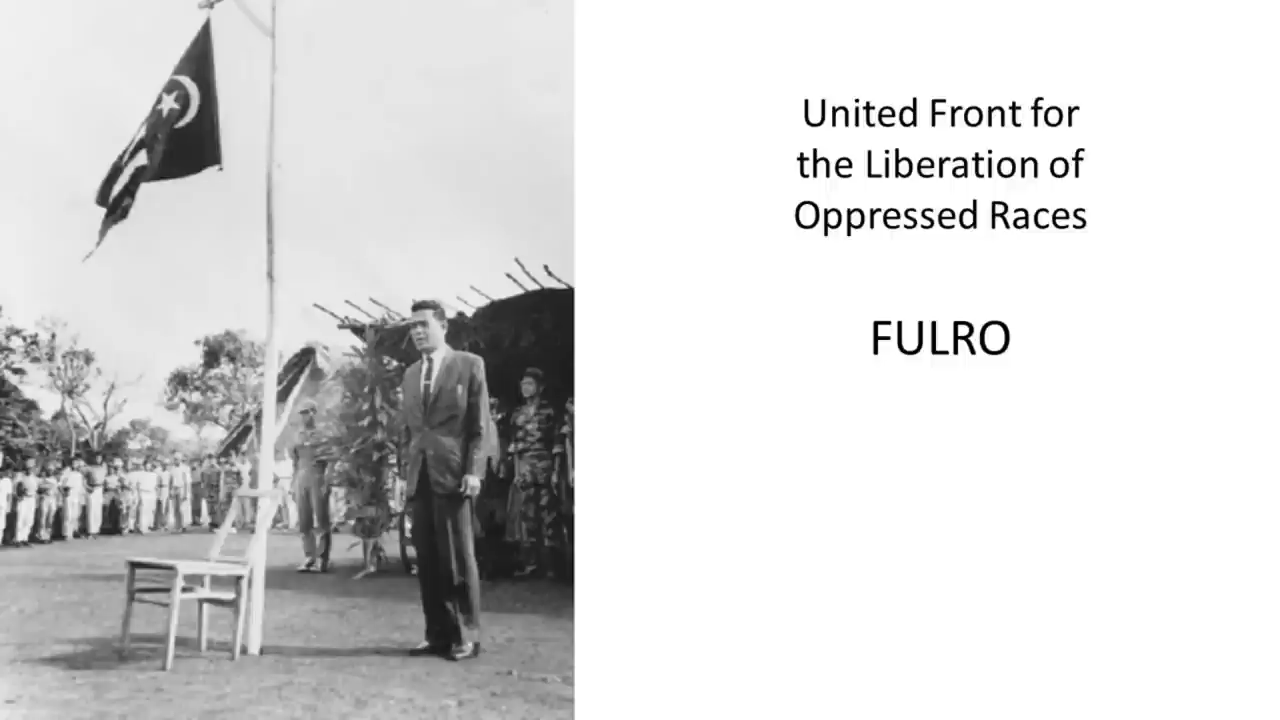 United Front for
the Liberation of
Oppressed Races
FULRO